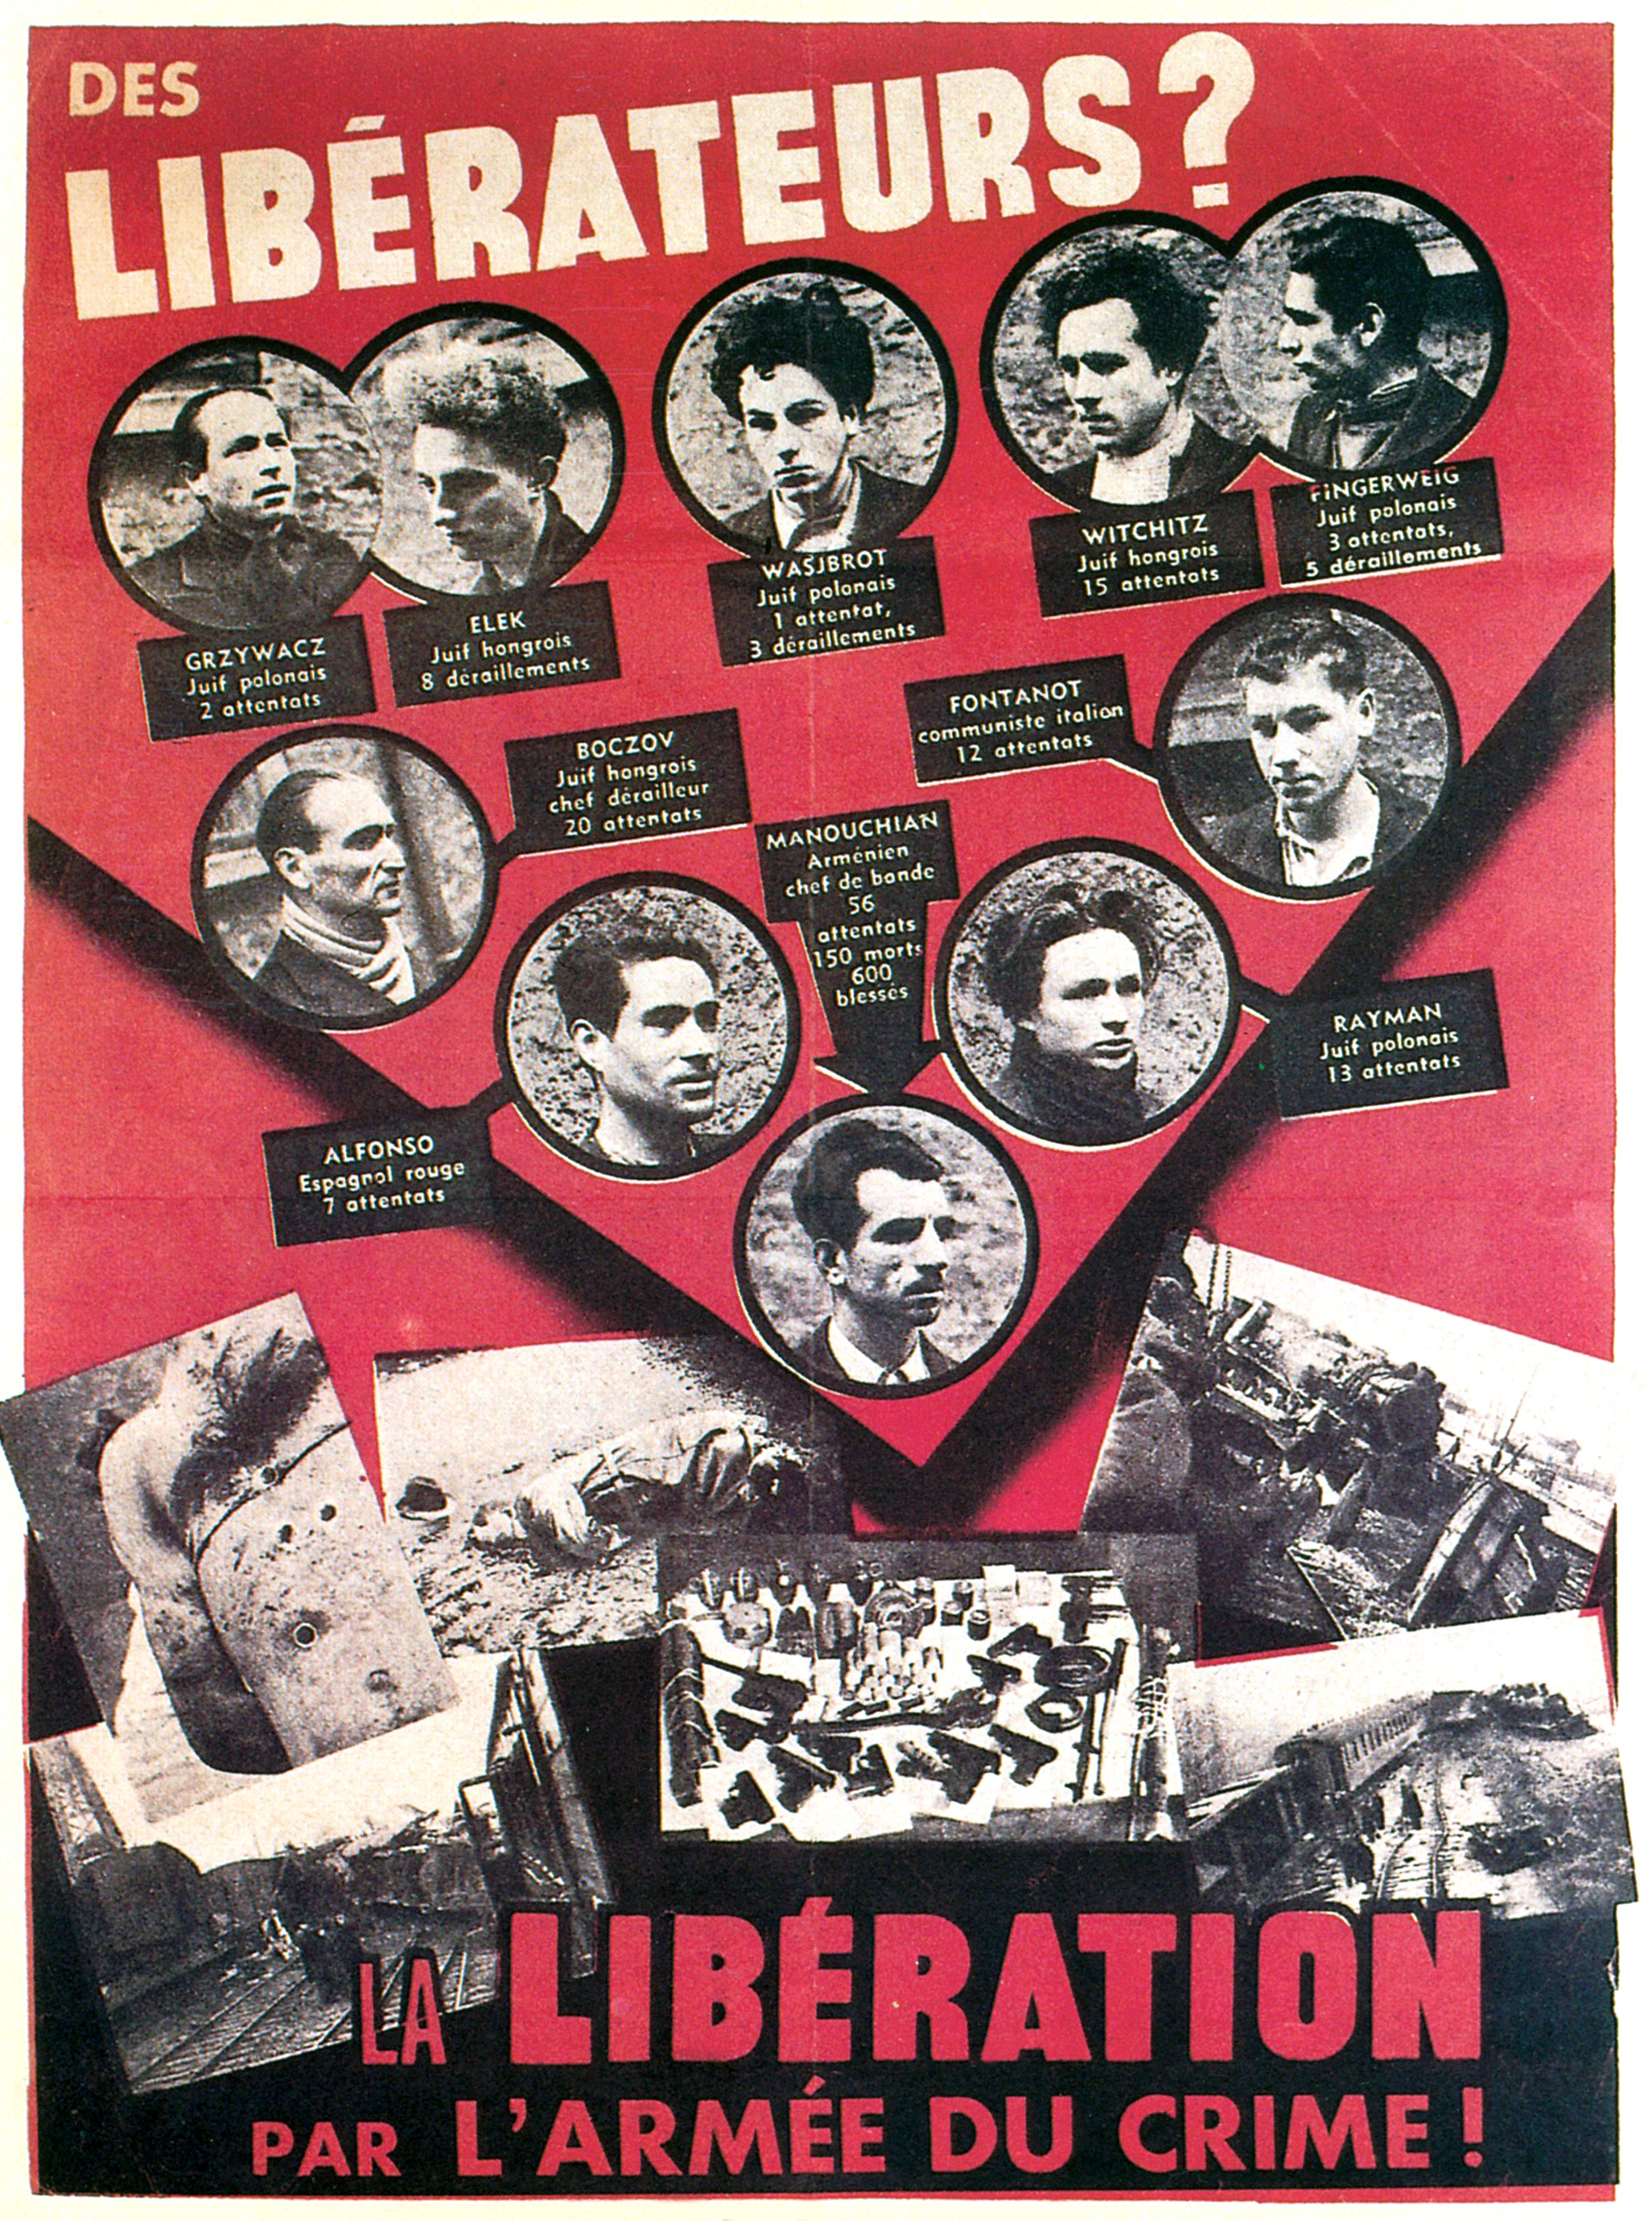 DES
LIBÉRATEURS?
GRZYWACZ
Juif polonais
2 attentats
ELEK
Juif hongrois
8 déraillements
WASJBROT
Juif polonais
1 attentat,
3 déraillements
WITCHITZ
Juif hongrois
15 attentats
FINGERWEIG
Juif polonais
3 attentats,
5 déraillements
BOCZOV
Juif hongrois
chef dérailleur
20 attentats
FONTANOT
communiste italien
12 attentats
MANOUCHIAN
Arménien
chef de bande
56
attentats
150 morts
600
blessés
RAYMAN
Juif polonais
13 attentats
ALFONSO
Espagnol rouge
7 attentats
LA LIBÉRATION
PAR L'ARMÉE DU CRIME!